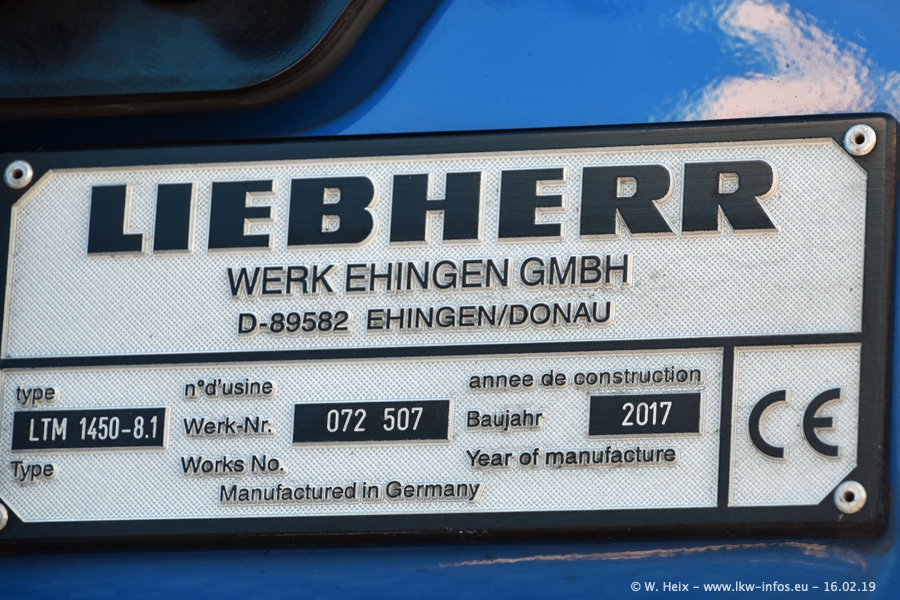 LIEBHERR
WERK EHINGEN GMBH
D-89582 EHINGEN/DONAU
type
LTM 1450-8.1
Type
n°d'usine
Werk-Nr.
Works No.
072 507
annee de construction
Baujahr
2017
Year of manufacture
Manufactured in Germany
CE
© W. Heix – www.lkw-infos.eu – 16.02.19